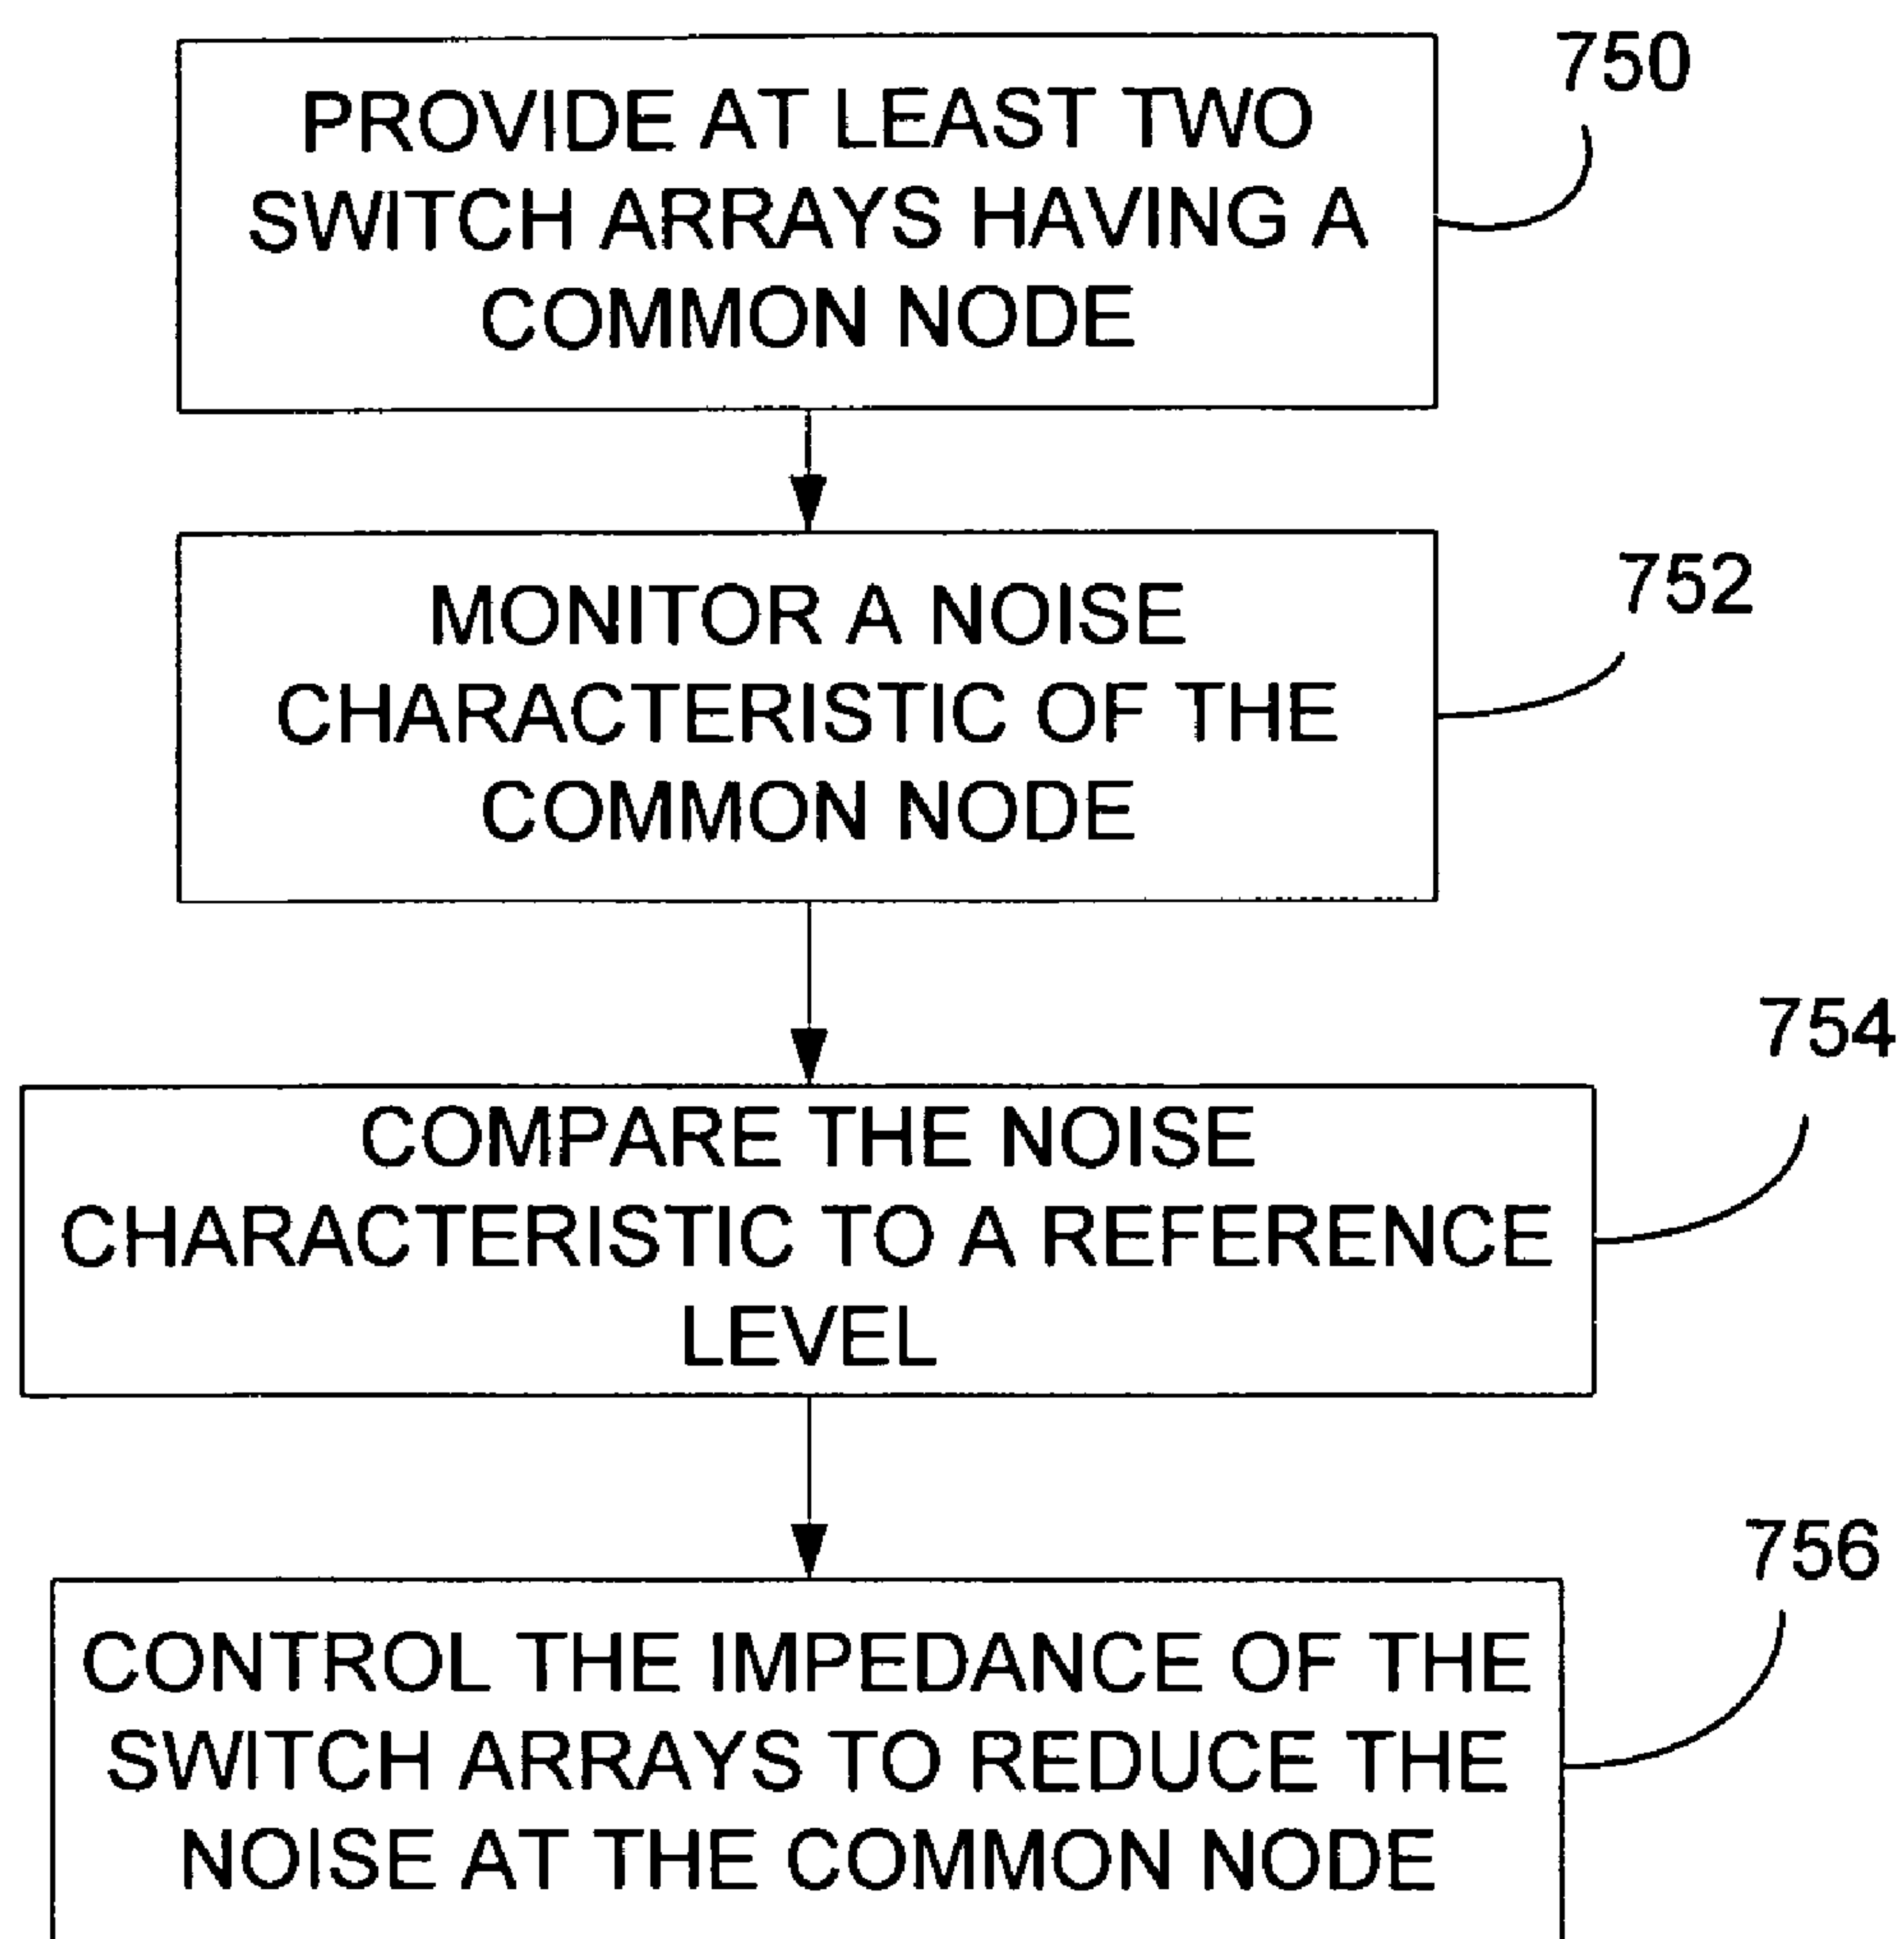 750
PROVIDE AT LEAST TWO
SWITCH ARRAYS HAVING A
COMMON NODE
752
MONITOR A NOISE
CHARACTERISTIC OF THE
COMMON NODE
754
COMPARE THE NOISE
CHARACTERISTIC TO A REFERENCE
LEVEL
756
CONTROL THE IMPEDANCE OF THE
SWITCH ARRAYS TO REDUCE THE
NOISE AT THE COMMON NODE